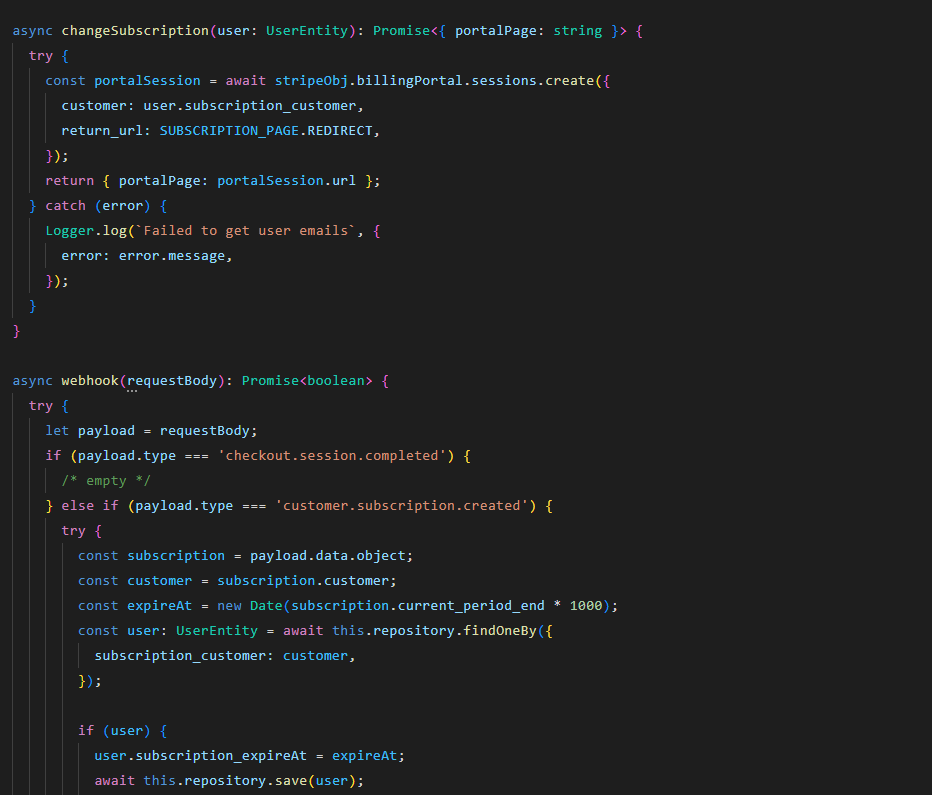 async changeSubscription(user: UserEntity): Promise<{ portalPage: string }> {
try {
const portalSession = await stripeObj.billingPortal.sessions.create({
customer: user.subscription_customer,
return_url: SUBSCRIPTION_PAGE.REDIRECT,
});
return { portalPage: portalSession.url };
} catch (error) {
Logger.log(`Failed to get user emails`, {
error: error.message,
});
}
}
async webhook(requestBody): Promise<boolean> {
try {
let payload = requestBody;
if (payload.type === 'checkout.session.completed') {
/* empty */
} else if (payload.type === 'customer.subscription.created') {
try {
const subscription = payload.data.object;
const customer = subscription.customer;
const expireAt = new Date(subscription.current_period_end * 1000);
const user: UserEntity = await this.repository.findOneBy({
subscription_customer: customer,
});
if (user) {
user.subscription_expireAt = expireAt;
await this.repository.save(user);